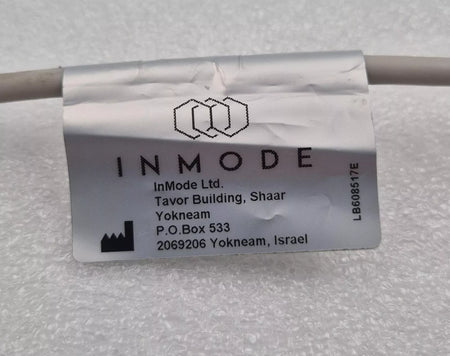 INMODE
InMode Ltd.
Tavor Building, Shaar
Yokneam
P.O.Box 533
2069206 Yokneam, Israel
LB608517E